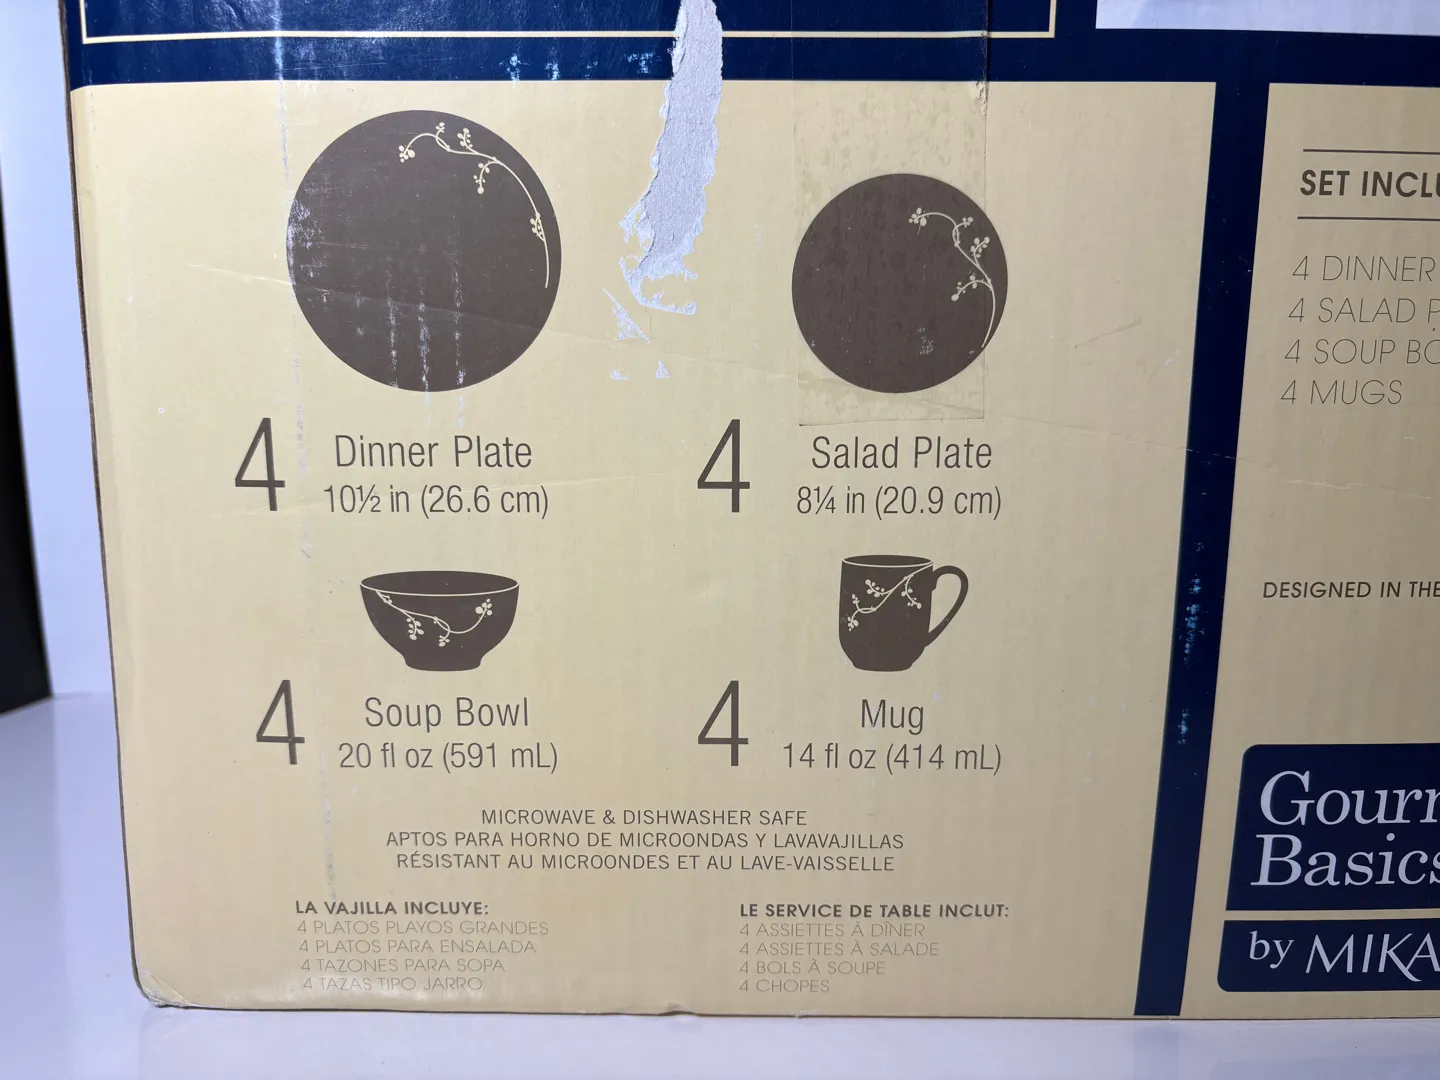 4 Dinner Plate
10½ in (26.6 cm)
4 Salad Plate
8¼ in (20.9 cm)
4 Soup Bowl
20 fl oz (591 mL)
4 Mug
14 fl oz (414 mL)
MICROWAVE & DISHWASHER SAFE
APTOS PARA HORNO DE MICROONDAS Y LAVAVAJILLAS
RÉSISTANT AU MICROONDES ET AU LAVE-VAISSELLE
LA VAJILLA INCLUYE:
4 PLATOS PLAYOS GRANDES
4 PLATOS PARA ENSALADA
4 TAZONES PARA SOPA
4 TAZAS TIPO JARRO
LE SERVICE DE TABLE INCLUT:
4 ASSIETTES À DÎNER
4 ASSIETTES À SALADE
4 BOLS À SOUPE
4 CHOPES
SET
4 DINNER
4 SALAD
4 SOUP
4 MUGS
DESIGNED IN THE
Basics
by